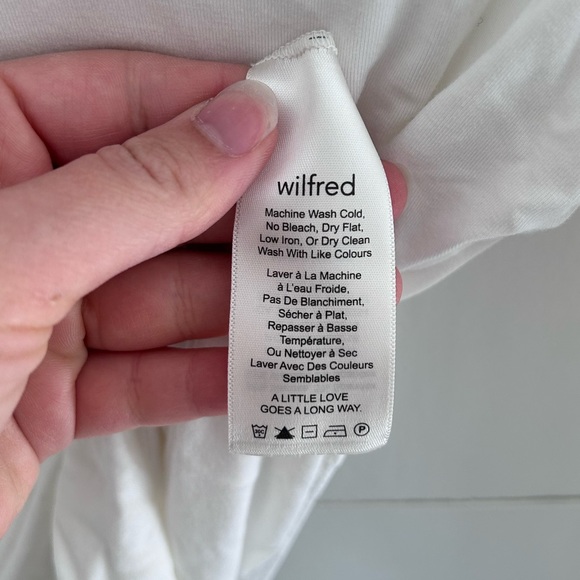 wilfred
Machine Wash Cold,
No Bleach, Dry Flat,
Low Iron, Or Dry Clean
Wash With Like Colours
Laver à La Machine
à L'eau Froide,
Pas De Blanchiment,
Sécher à Plat,
Repasser à Basse
Température,
Ou Nettoyer à Sec
Laver Avec Des Couleurs
Semblables
A LITTLE LOVE
GOES A LONG WAY.
30C P